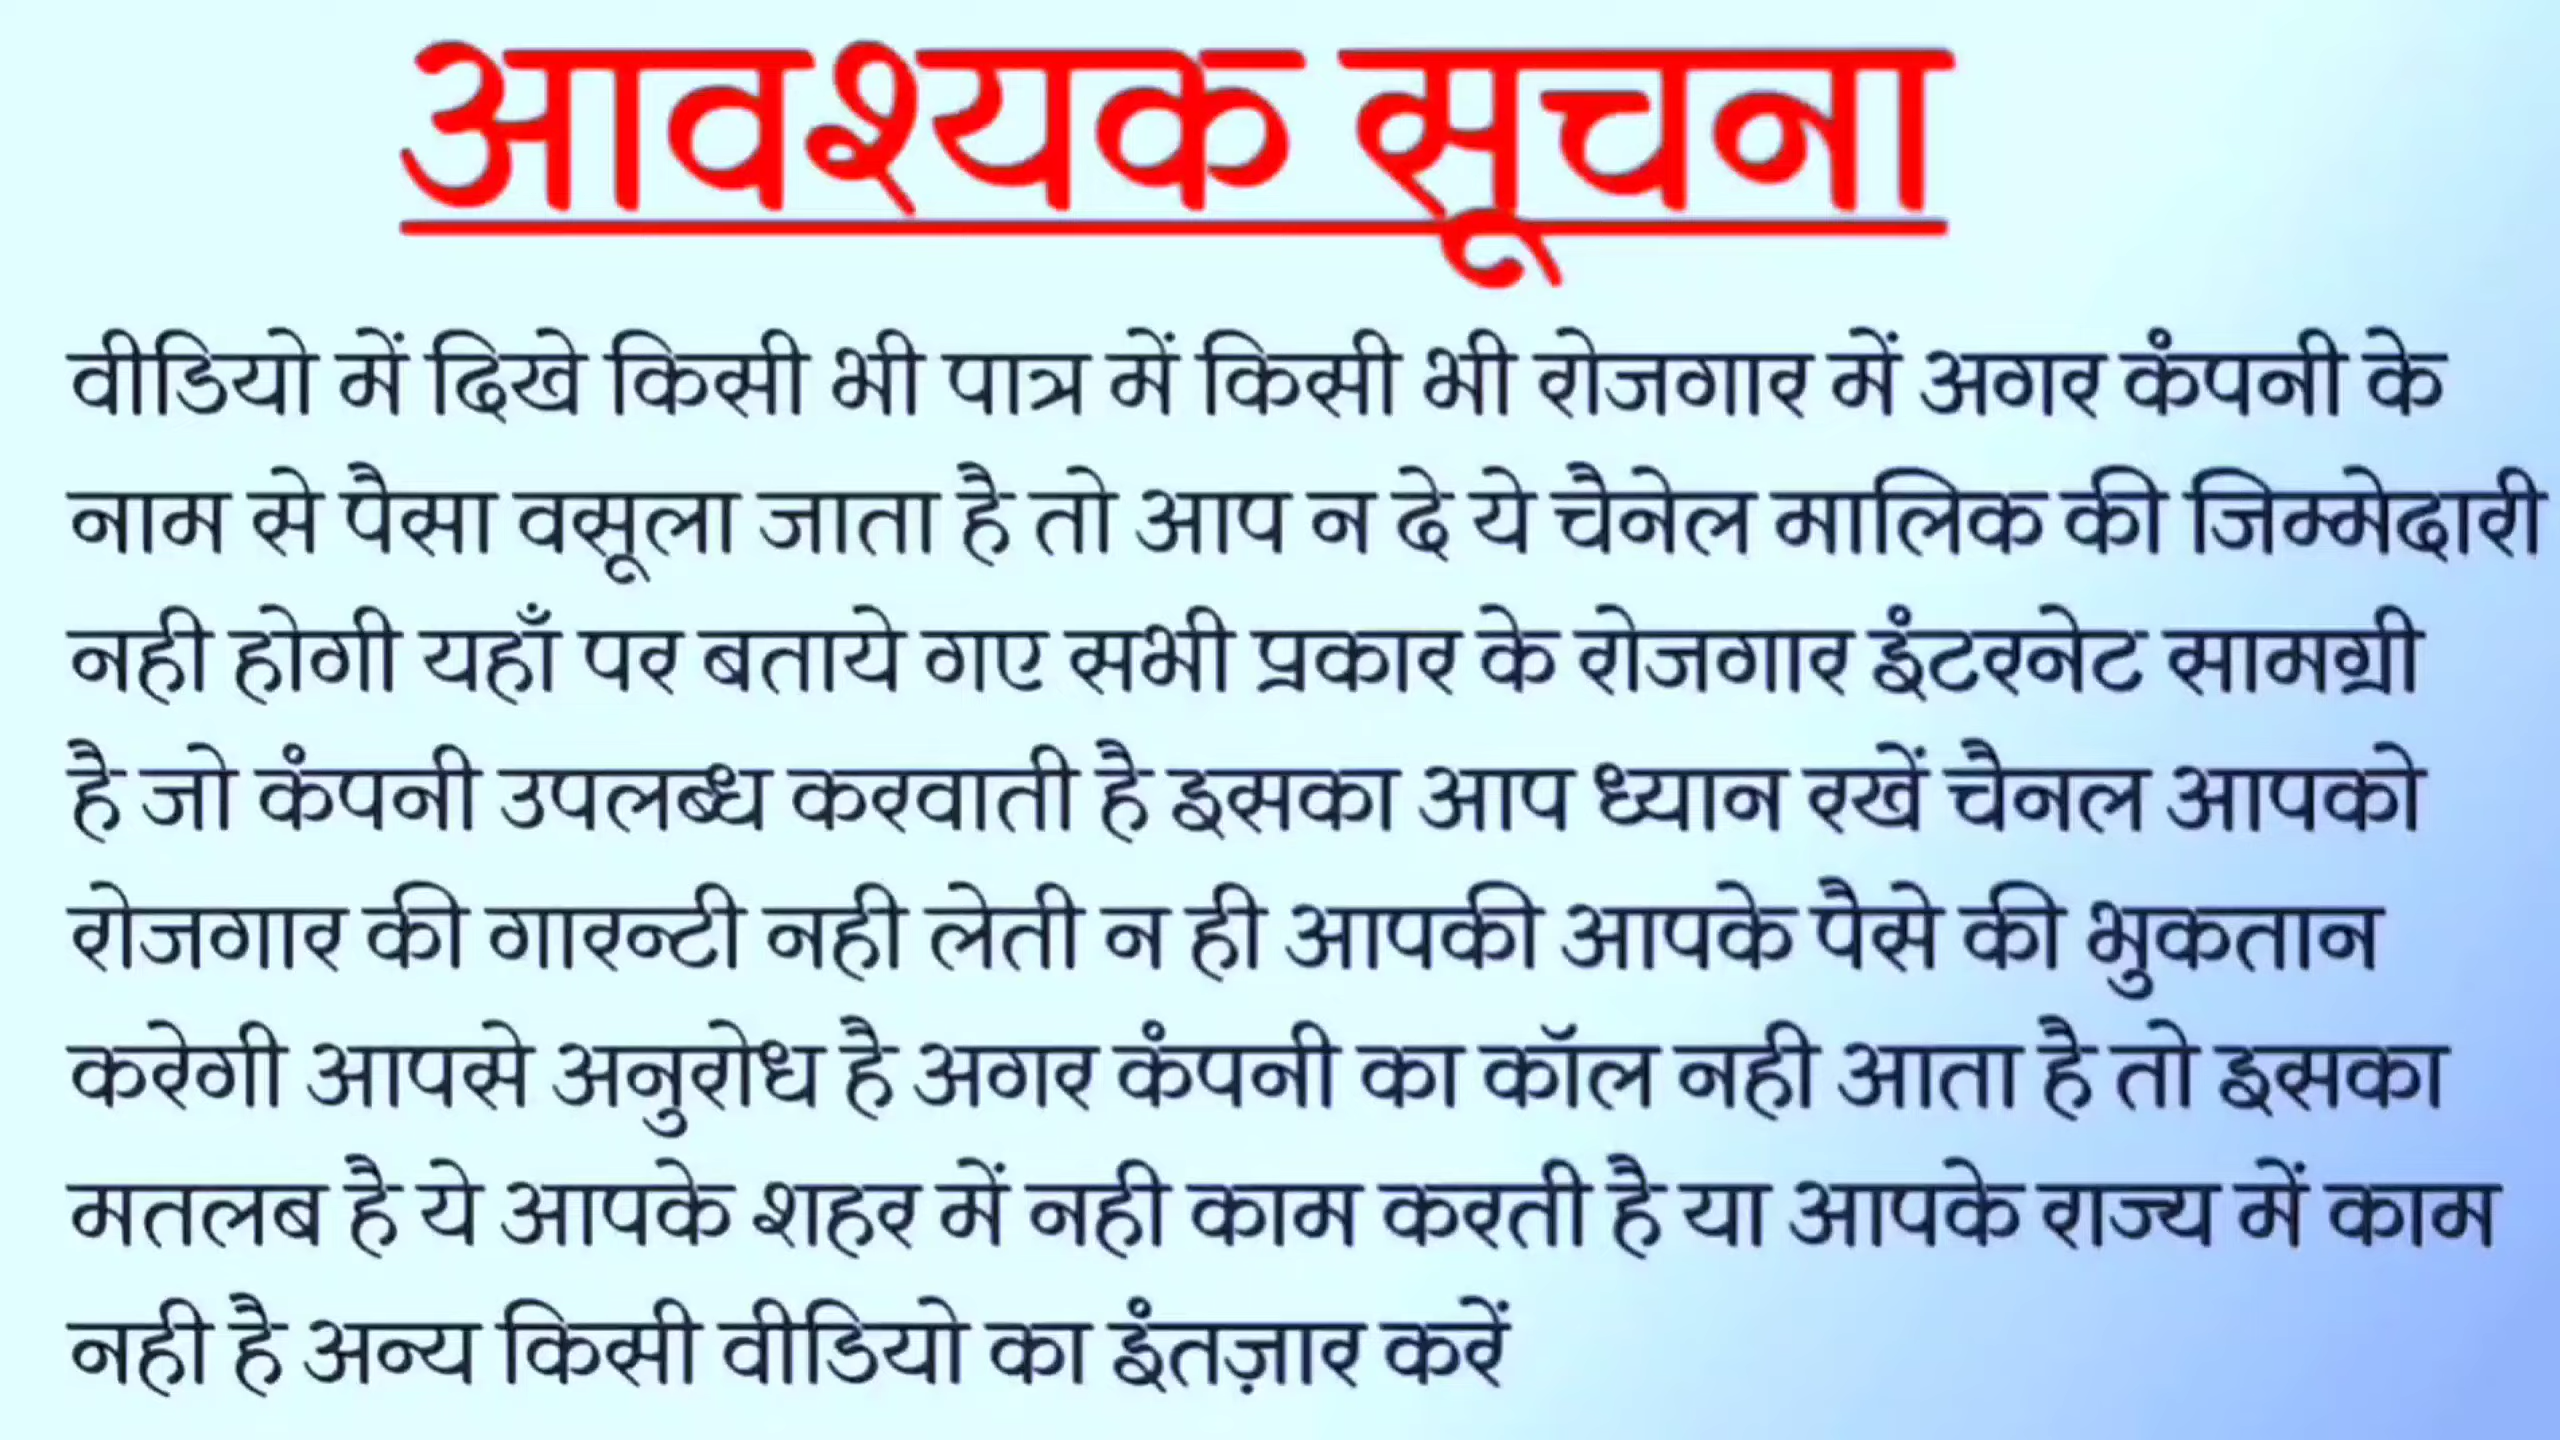 आवश्यक सूचना
वीडियो में दिखे किसी भी पात्र में किसी भी रोजगार में अगर कंपनी के
नाम से पैसा वसूला जाता है तो आप न दे ये चैनेल मालिक की जिम्मेदारी
नही होगी यहाँ पर बताये गए सभी प्रकार के रोजगार इंटरनेट सामग्री
है जो कंपनी उपलब्ध करवाती है इसका आप ध्यान रखें चैनल आपको
रोजगार की गारन्टी नही लेती न ही आपकी आपके पैसे की भुकतान
करेगी आपसे अनुरोध है अगर कंपनी का कॉल नही आता है तो इसका
मतलब है ये आपके शहर में नही काम करती है या आपके राज्य में काम
नही है अन्य किसी वीडियो का इंतज़ार करें